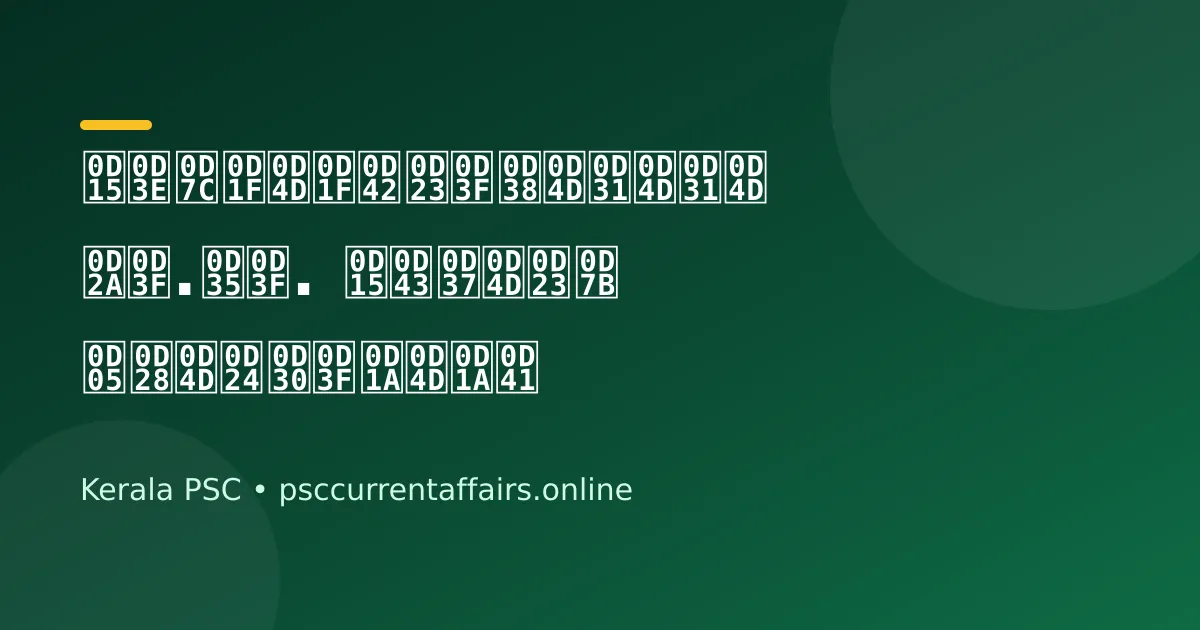 കാർട്ടൂണിസ്റ്റ്
പി.വി. കൃഷ്ണൻ
അന്തരിച്ചു
Kerala PSC • psccurrentaffairs.online